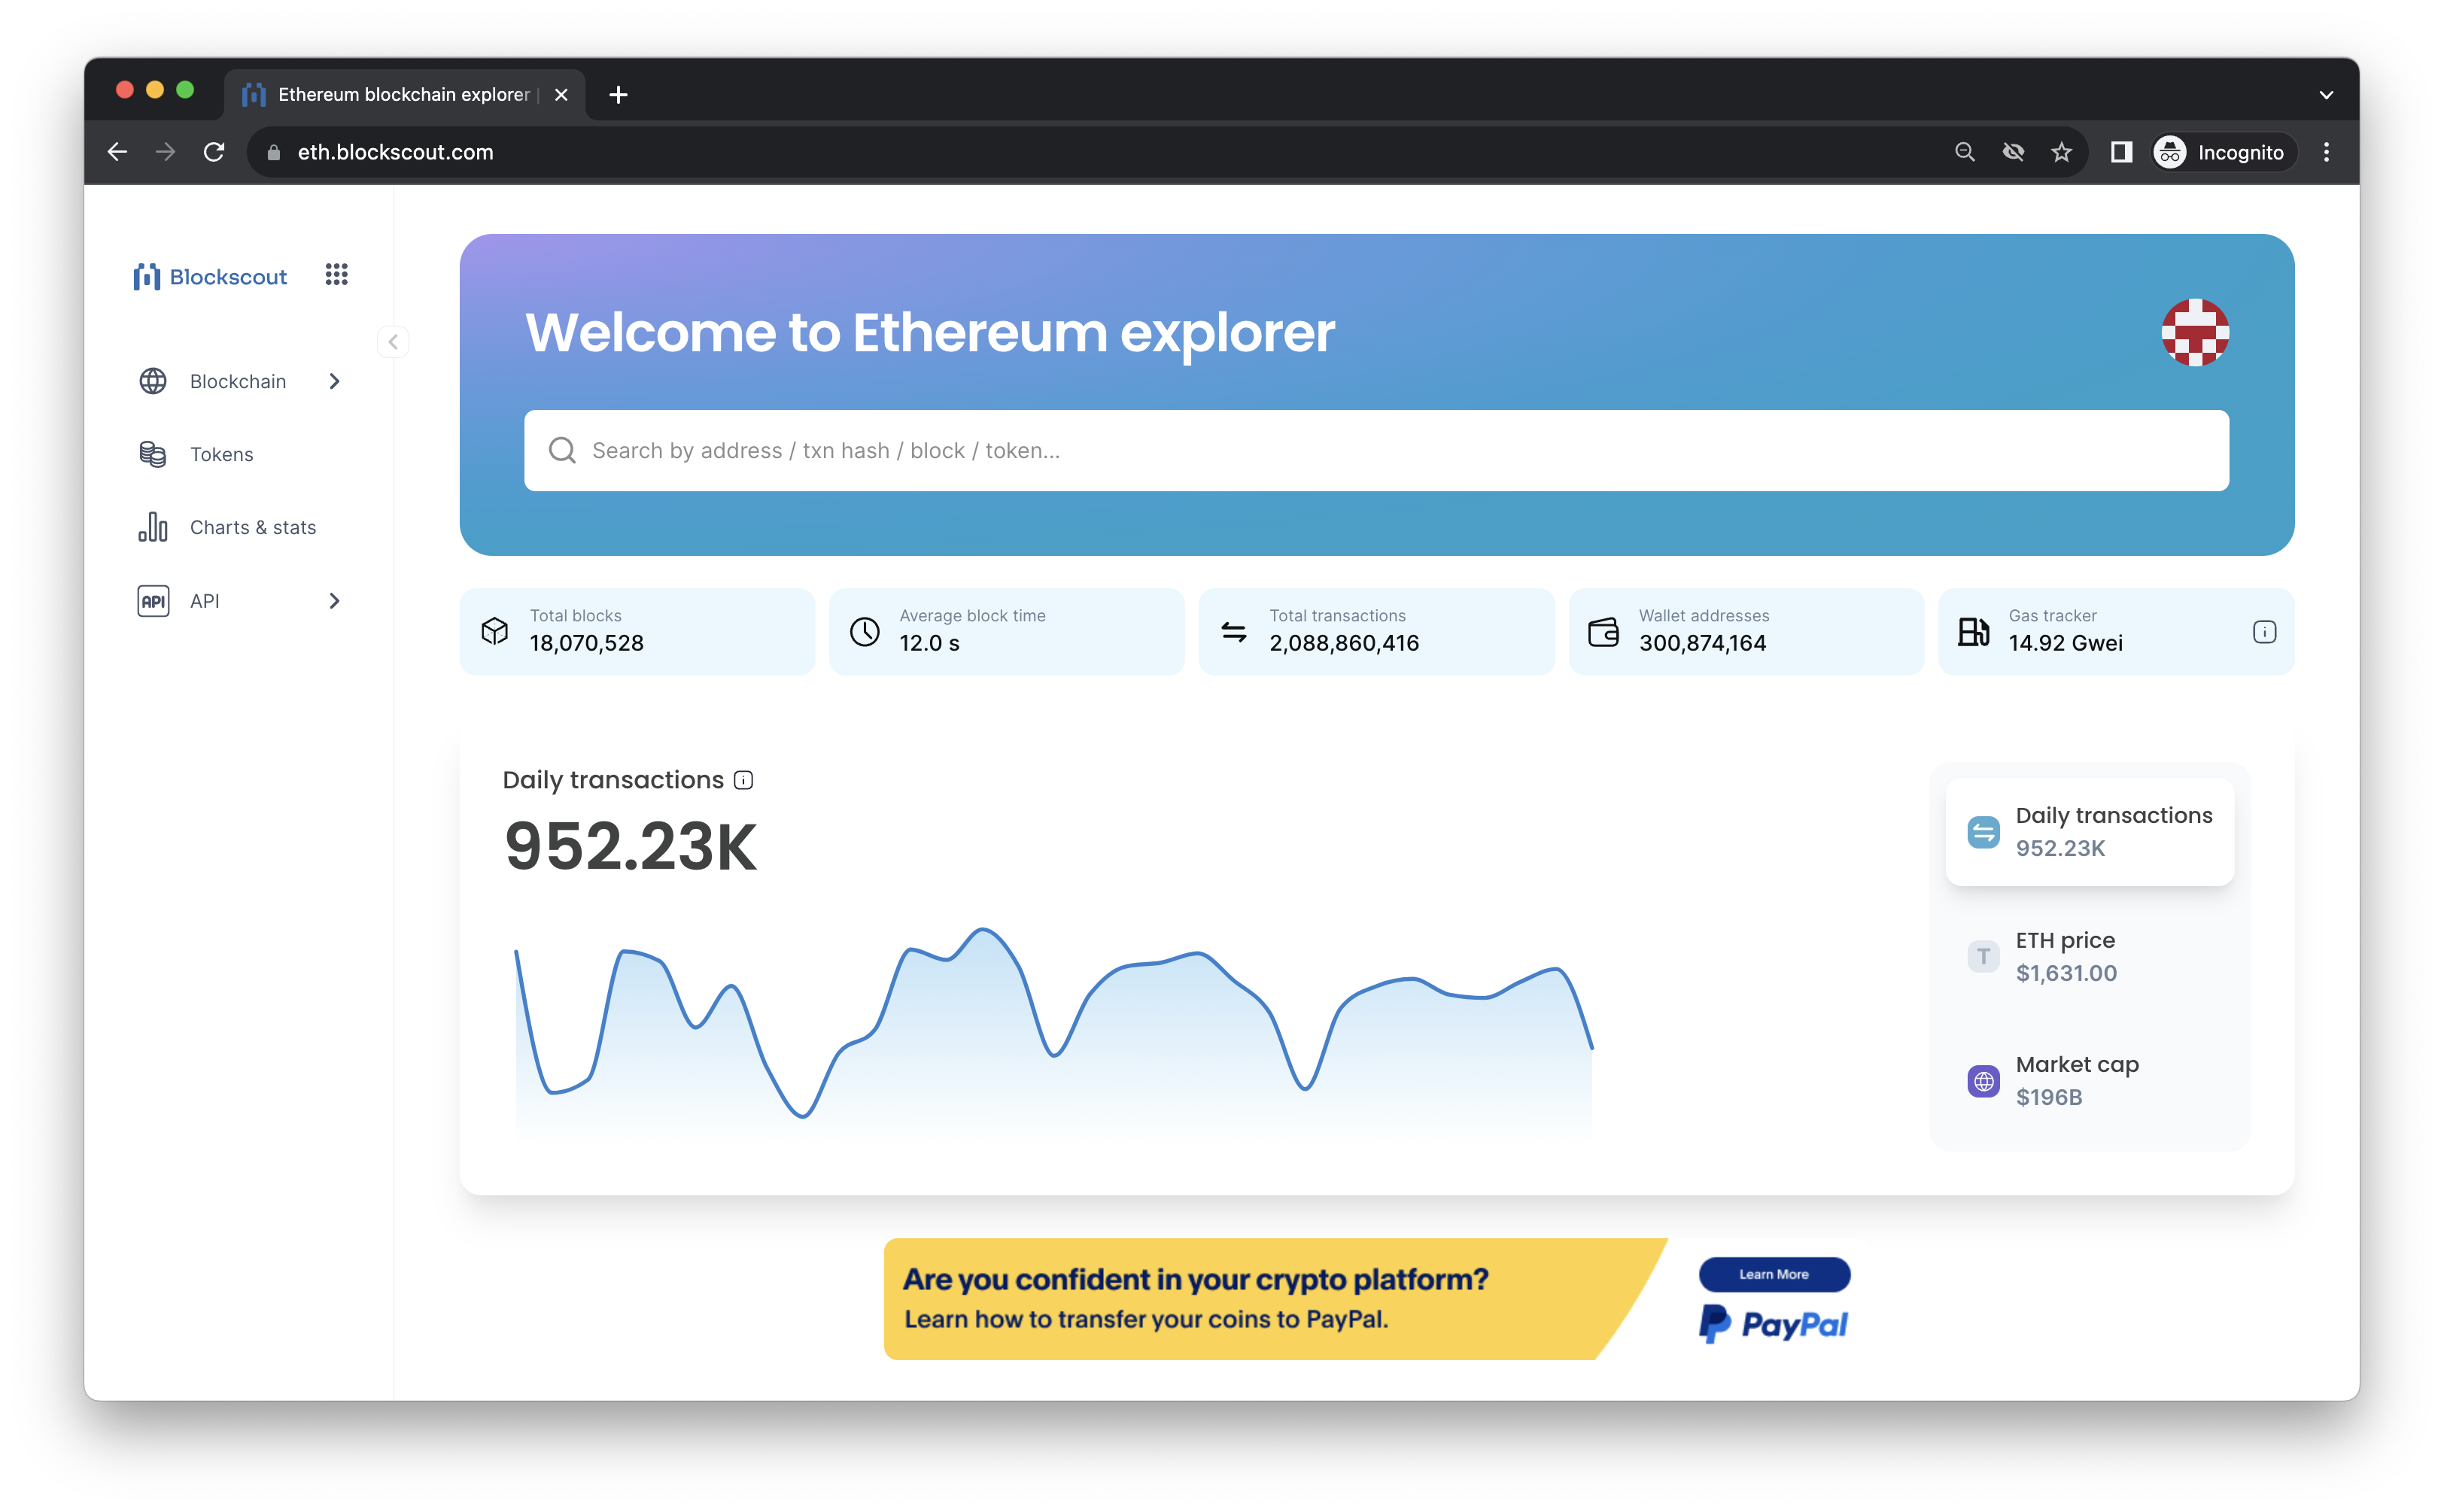 Ethereum blockchain explorer |
eth.blockscout.com
Incognito
Blockscout
Blockchain
Tokens
Charts & stats
API
API
Welcome to Ethereum explorer
Search by address / txn hash / block / token...
Total blocks
18,070,528
Average block time
12.0 s
Total transactions
2,088,860,416
Wallet addresses
300,874,164
Gas tracker
14.92 Gwei
Daily transactions
952.23K
Daily transactions
952.23K
T
ETH price
$1,631.00
Market cap
$196B
Are you confident in your crypto platform?
Learn how to transfer your coins to PayPal.
Learn More
PayPal